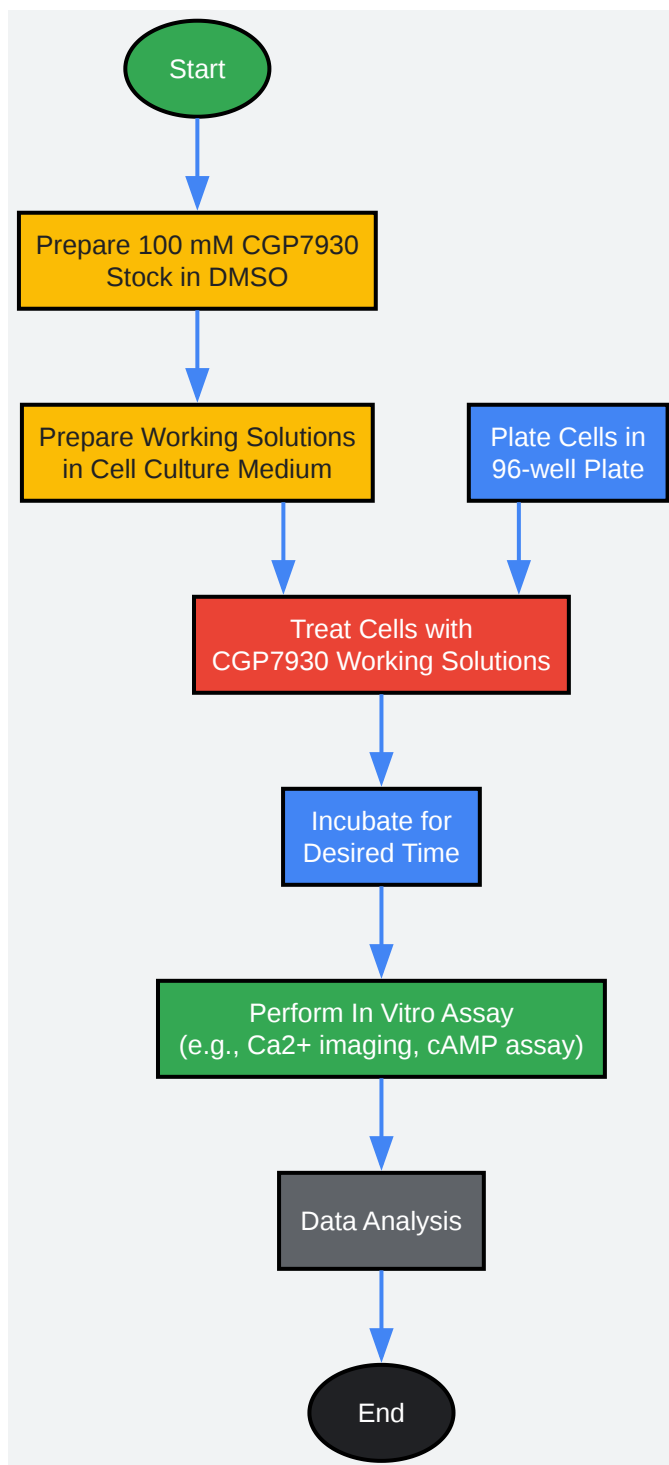 Start
Prepare 100 mM CGP7930
Stock in DMSO
Prepare Working Solutions
in Cell Culture Medium
Plate Cells in
96-well Plate
Treat Cells with
CGP7930 Working Solutions
Incubate for
Desired Time
Perform In Vitro Assay
(e.g., Ca2+ imaging, cAMP assay)
Data Analysis
End